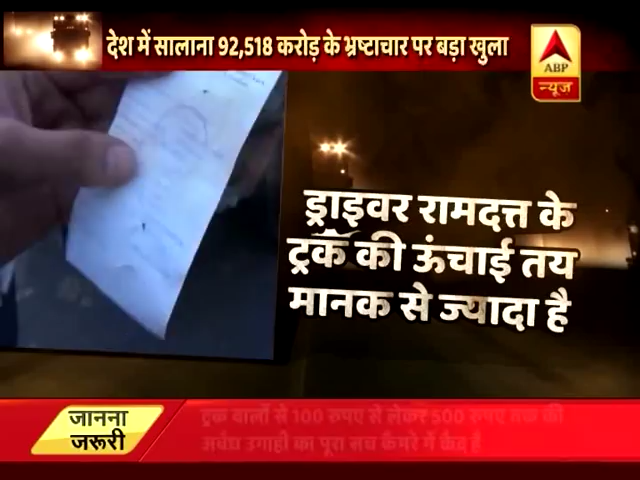 देश में सालाना 92,518 करोड़ के भ्रष्टाचार पर बड़ा खुला
ABP
न्यूज़
ड्राइवर रामदत्त के
ट्रक की ऊंचाई तय
मानक से ज्यादा है
जानना
जरूरी
ट्रक वालों से 100 रुपए से लेकर 500 रुपए तक की
अवैध उगाही का पूरा सच कैमरे में कैद है